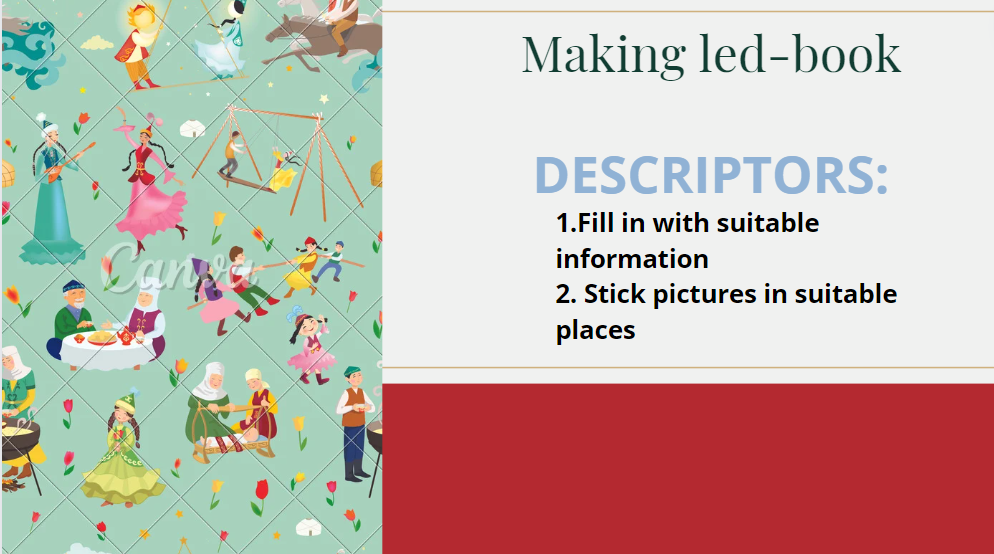 Making led-book
DESCRIPTORS:
1.Fill in with suitable
information
2. Stick pictures in suitable
places
Canva